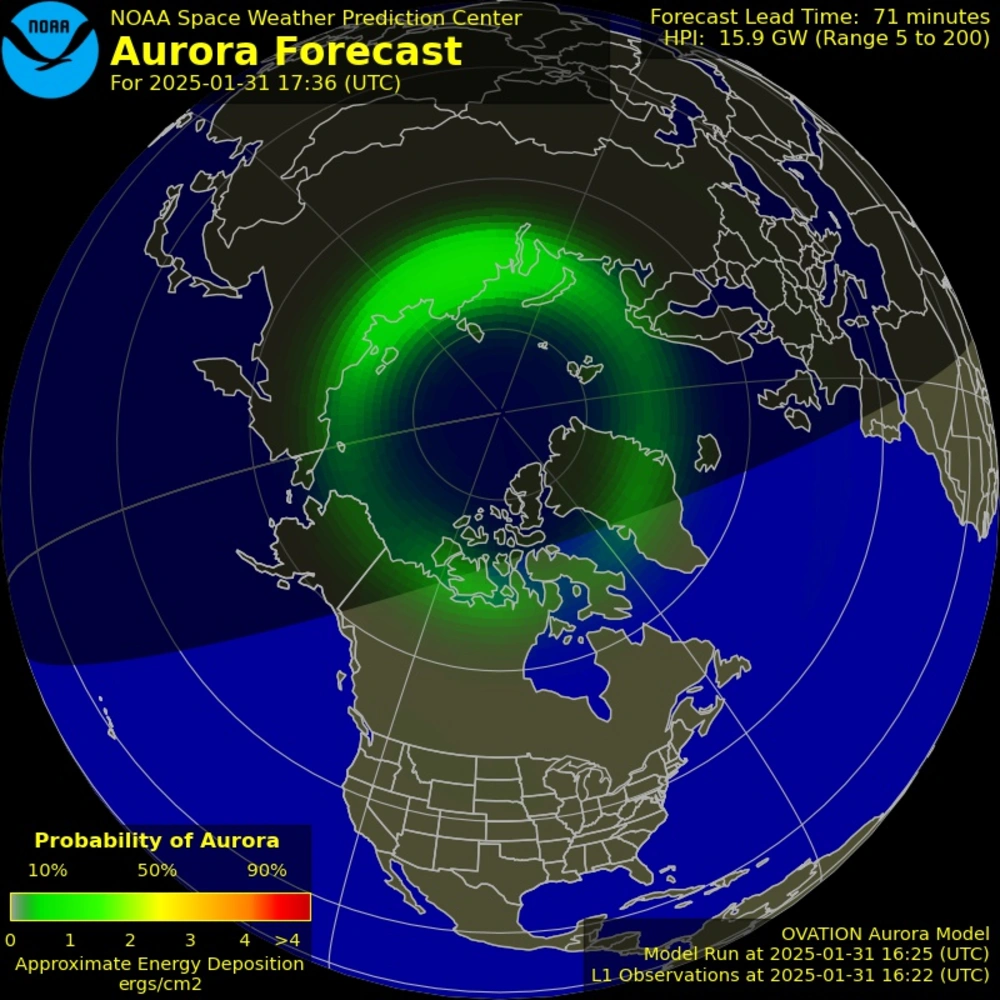 NOAA
NOAA Space Weather Prediction Center
Aurora Forecast
For 2025-01-31 17:36 (UTC)
Forecast Lead Time: 71 minutes
HPI: 15.9 GW (Range 5 to 200)
Probability of Aurora
10% 50% 90%
0 1 2 3 4 >4
Approximate Energy Deposition
ergs/cm2
OVATION Aurora Model
Model Run at 2025-01-31 16:25 (UTC)
L1 Observations at 2025-01-31 16:22 (UTC)